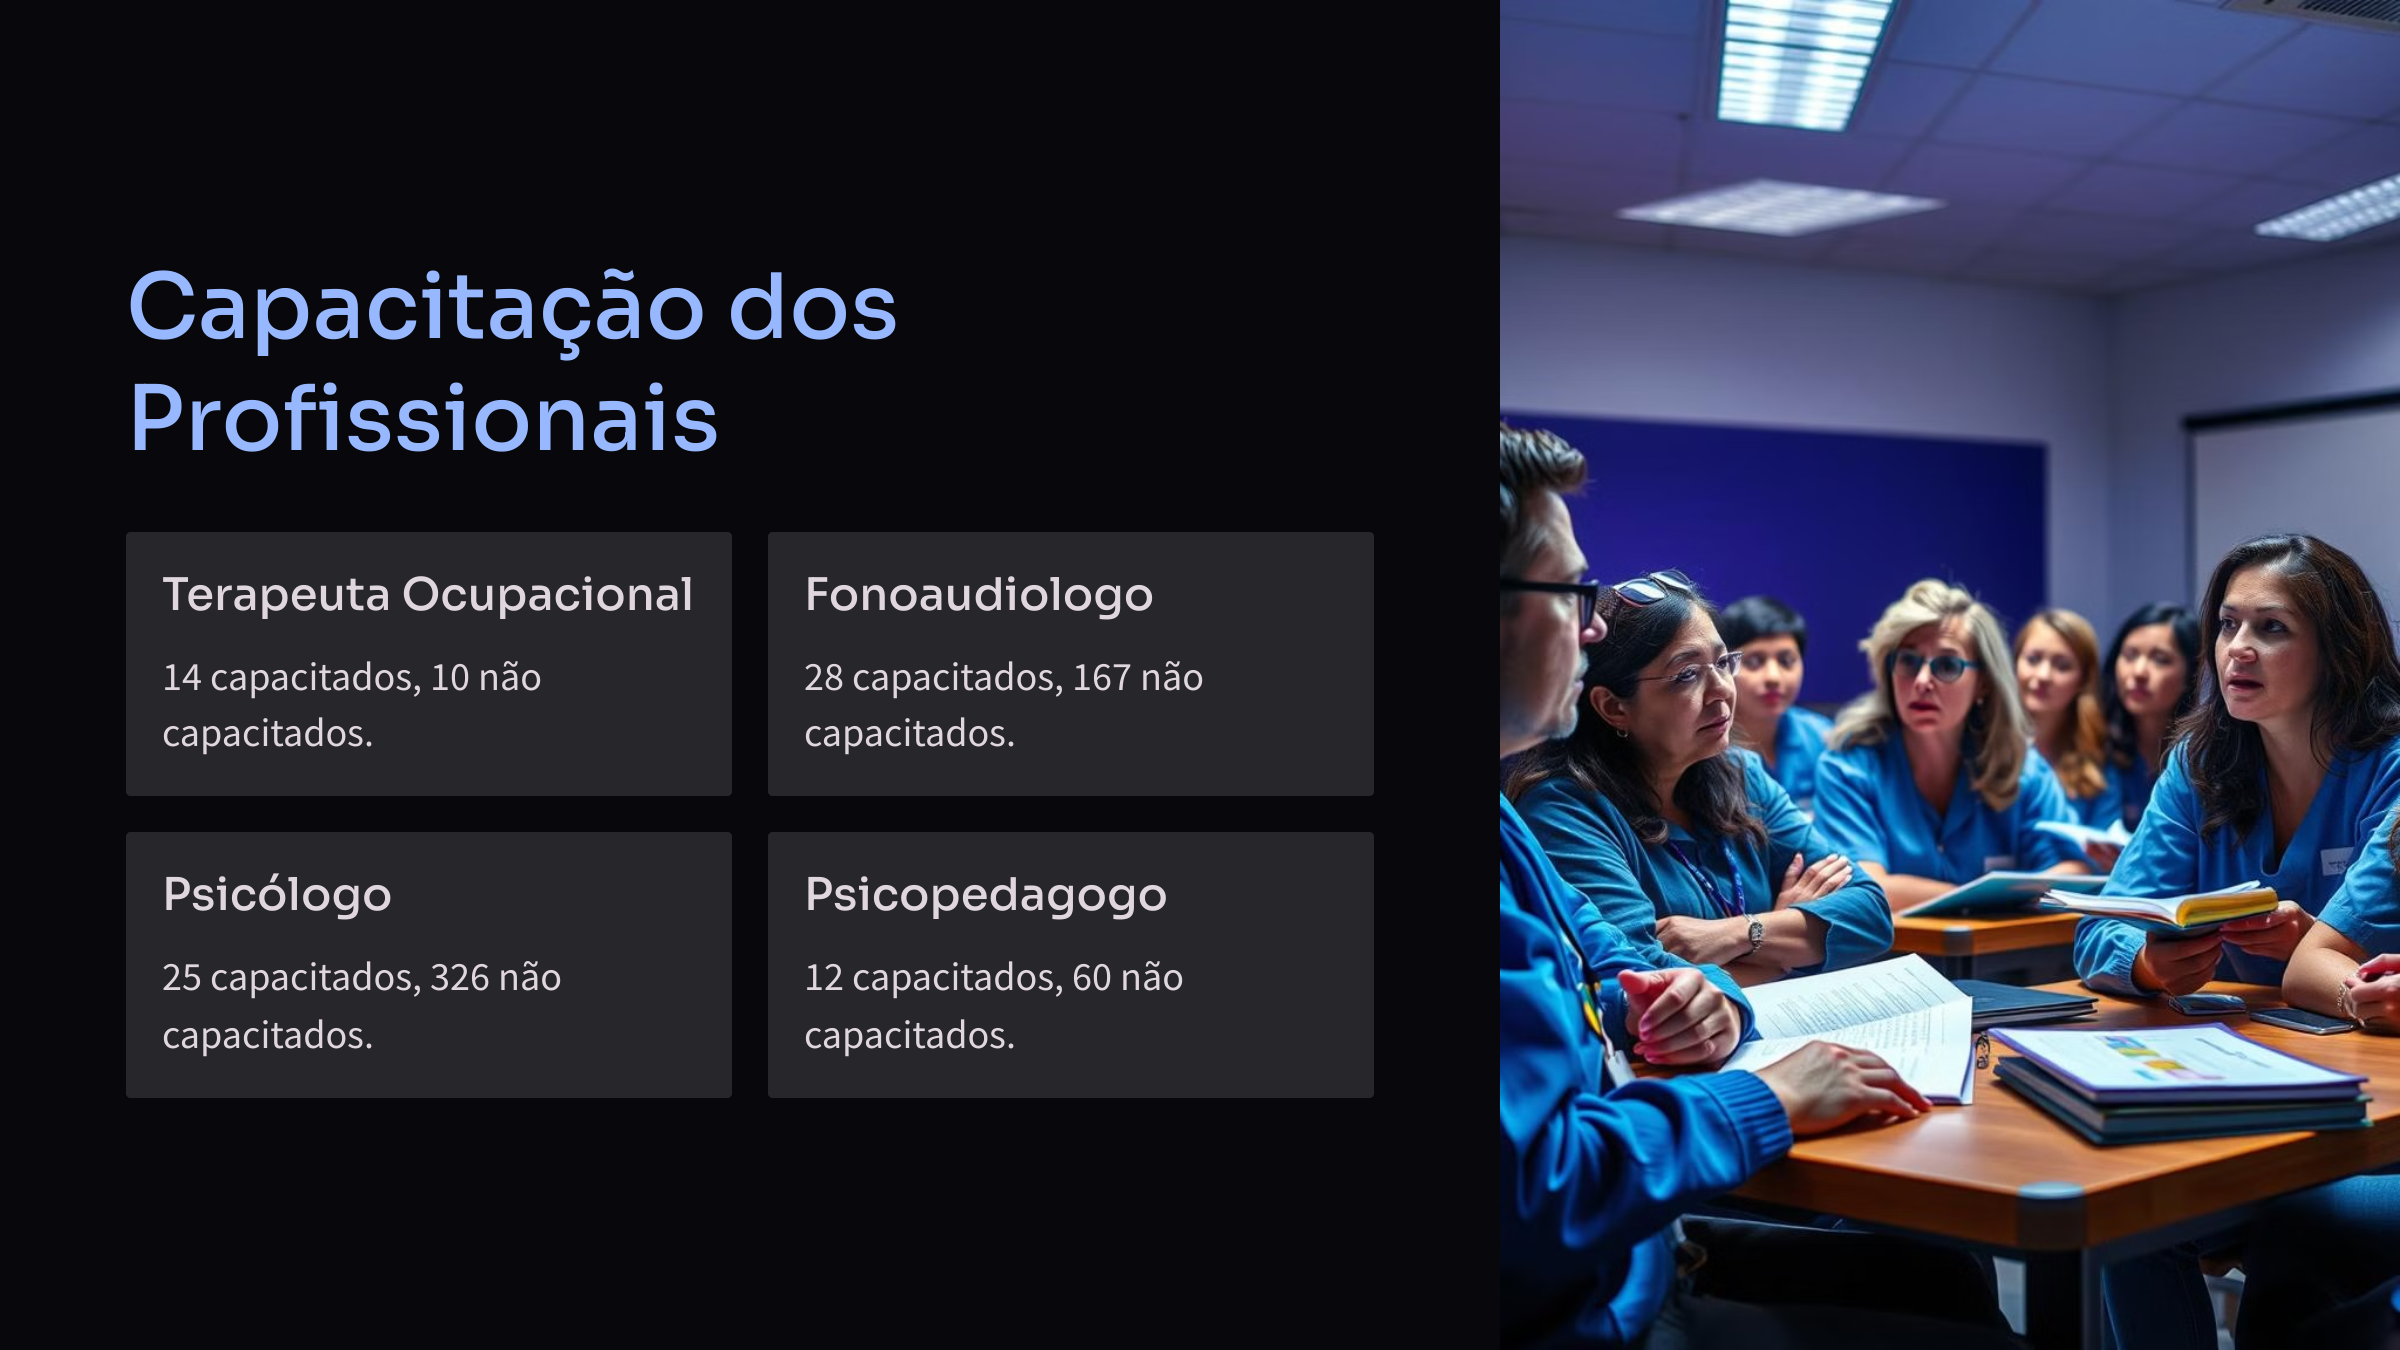 Capacitação dos
Profissionais
Terapeuta Ocupacional
14 capacitados, 10 não
capacitados.
Fonoaudiologo
28 capacitados, 167 não
capacitados.
Psicólogo
25 capacitados, 326 não
capacitados.
Psicopedagogo
12 capacitados, 60 não
capacitados.